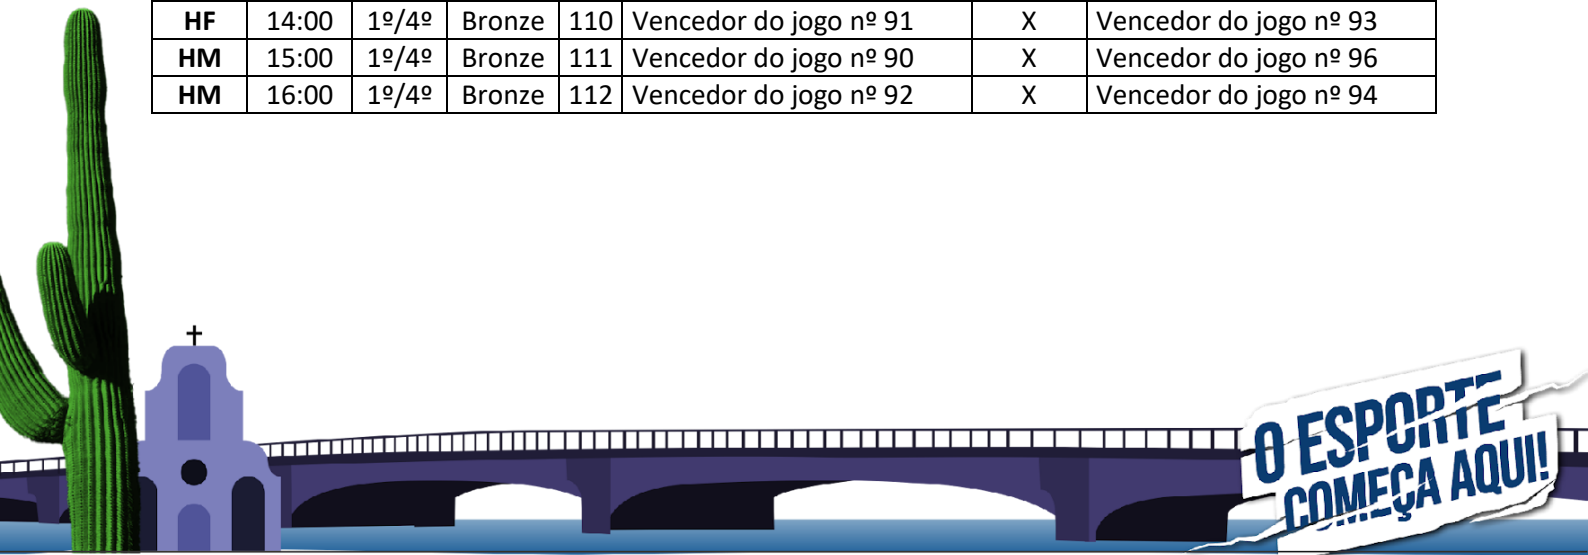 HF 14:00 1º/4º Bronze 110 Vencedor do jogo nº 91 X Vencedor do jogo nº 93
HM 15:00 1º/4º Bronze 111 Vencedor do jogo nº 90 X Vencedor do jogo nº 96
HM 16:00 1º/4º Bronze 112 Vencedor do jogo nº 92 X Vencedor do jogo nº 94
O ESPORTE
COMEÇA AQUI!